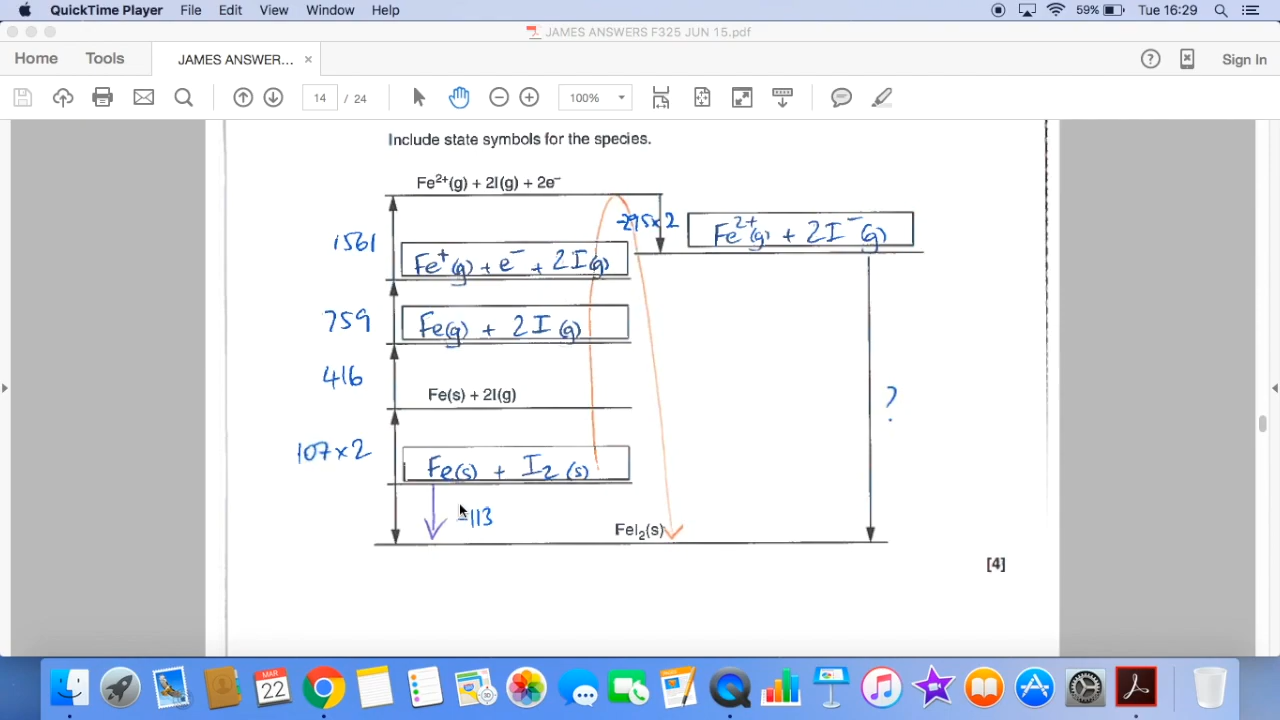 QuickTime Player File Edit View Window Help 59% Tue 16:29
JAMES ANSWERS F325 JUN 15.pdf
Home Tools JAMES ANSWER... × ? Sign In
14 / 24 100%
Include state symbols for the species.
Fe²⁺(g) + 2I(g) + 2e⁻
-295×2
Fe²⁺(g) + 2I⁻(g)
1561
Fe⁺(g) + e⁻ + 2I(g)
759
Fe(g) + 2I(g)
416
Fe(s) + 2I(g)
?
107×2
Fe(s) + I₂(s)
-113
FeI₂(s)
[4]
MAR
22